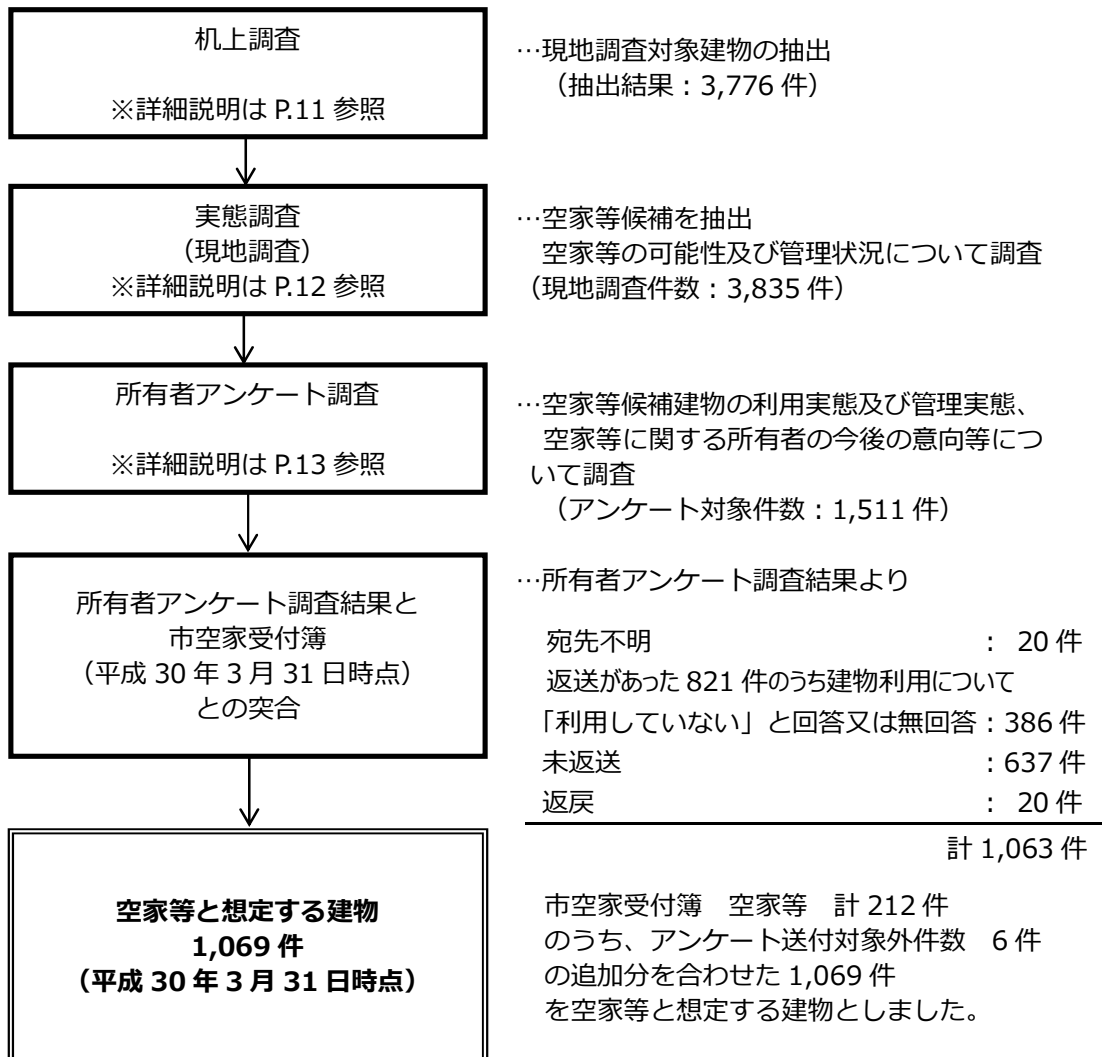 机上調査
※詳細説明は P.11 参照
…現地調査対象建物の抽出
（抽出結果：3,776 件）
実態調査
（現地調査）
※詳細説明は P.12 参照
…空家等候補を抽出
空家等の可能性及び管理状況について調査
（現地調査件数：3,835 件）
所有者アンケート調査
※詳細説明は P.13 参照
…空家等候補建物の利用実態及び管理実態、
空家等に関する所有者の今後の意向等につ
いて調査
（アンケート対象件数：1,511 件）
所有者アンケート調査結果と
市空家受付簿
（平成 30 年 3 月 31 日時点）
との突合
…所有者アンケート調査結果より
宛先不明 ： 20 件
返送があった 821 件のうち建物利用について
「利用していない」と回答又は無回答：386 件
未返送 ：637 件
返戻 ： 20 件
計 1,063 件
空家等と想定する建物
1,069 件
（平成 30 年 3 月 31 日時点）
市空家受付簿　空家等　計 212 件
のうち、アンケート送付対象外件数　6 件
の追加分を合わせた 1,069 件
を空家等と想定する建物としました。